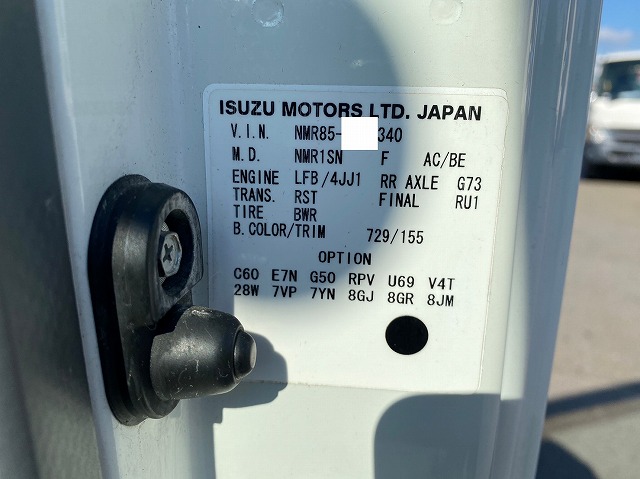 ISUZU MOTORS LTD. JAPAN
V.I.N. NMR85- 340
M.D. NMR1SN F AC/BE
ENGINE LFB/4JJ1 RR AXLE G73
TRANS. RST FINAL RU1
TIRE BWR
B.COLOR/TRIM 729/155
OPTION
C60 E7N G50 RPV U69 V4T
28W 7VP 7YN 8GJ 8GR 8JM